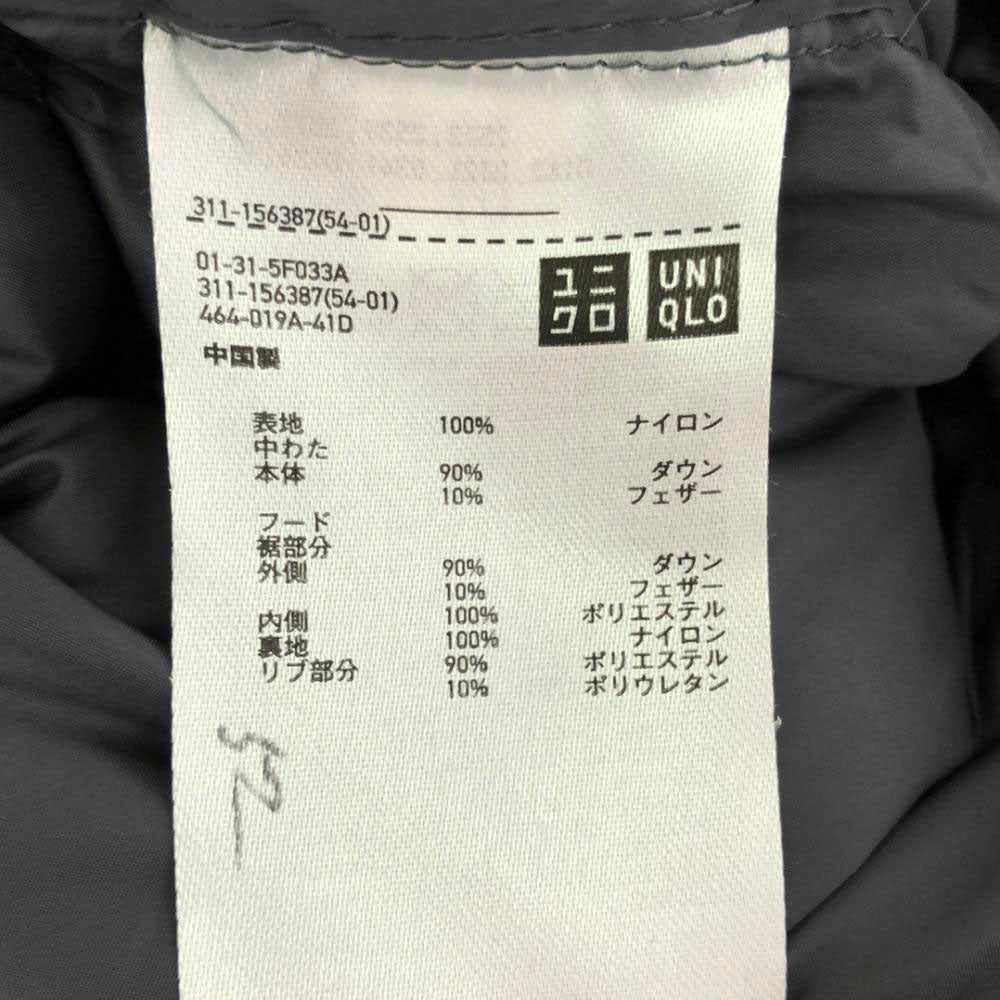 311-156387(54-01)
01-31-5F033A
311-156387(54-01)
464-019A-41D
中国製
ユニ
クロ
UNI
QLO
表地 100% ナイロン
中わた
本体 90% ダウン
10% フェザー
フード
裾部分
外側 90% ダウン
10% フェザー
内側 100% ポリエステル
裏地 100% ナイロン
リブ部分 90% ポリエステル
10% ポリウレタン